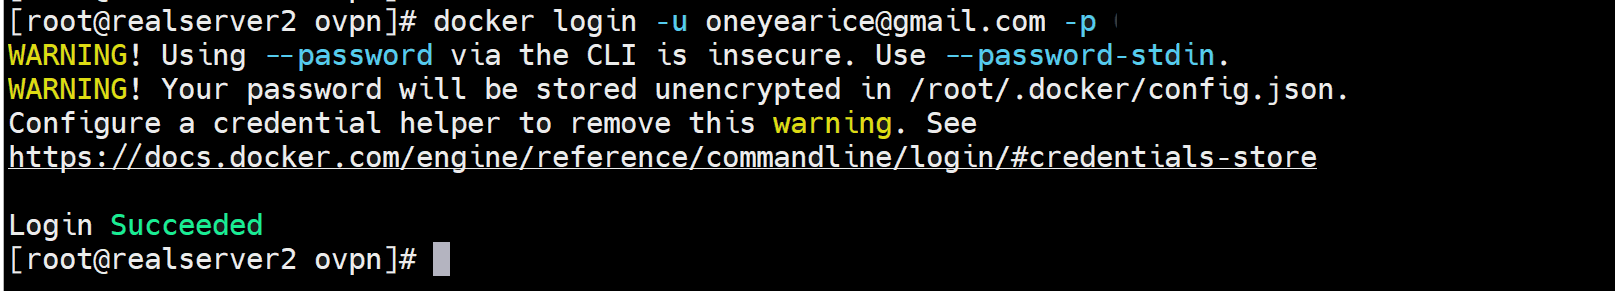 [root@realserver2 ovpn]# docker login -u oneyearice@gmail.com -p
WARNING! Using --password via the CLI is insecure. Use --password-stdin.
WARNING! Your password will be stored unencrypted in /root/.docker/config.json.
Configure a credential helper to remove this warning. See
https://docs.docker.com/engine/reference/commandline/login/#credentials-store
Login Succeeded
[root@realserver2 ovpn]#